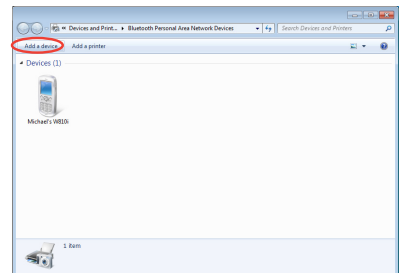 « Devices and Print... ▸ Bluetooth Personal Area Network Devices Search Devices and Printers
Add a device Add a printer
Devices (1)
Michael's W810i
1 item